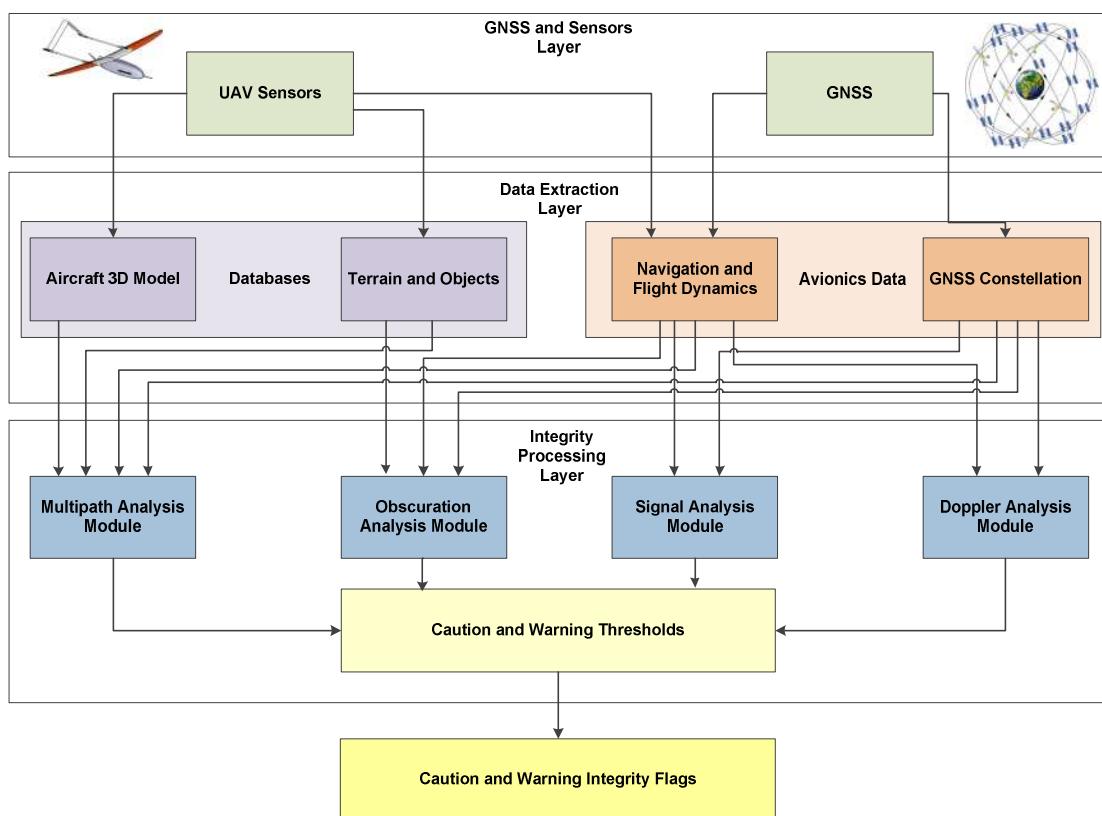 GNSS and Sensors
Layer
UAV Sensors
GNSS
Data Extraction
Layer
Aircraft 3D Model
Databases
Terrain and Objects
Navigation and
Flight Dynamics
Avionics Data
GNSS Constellation
Integrity
Processing
Layer
Multipath Analysis
Module
Obscuration
Analysis Module
Signal Analysis
Module
Doppler Analysis
Module
Caution and Warning Thresholds
Caution and Warning Integrity Flags